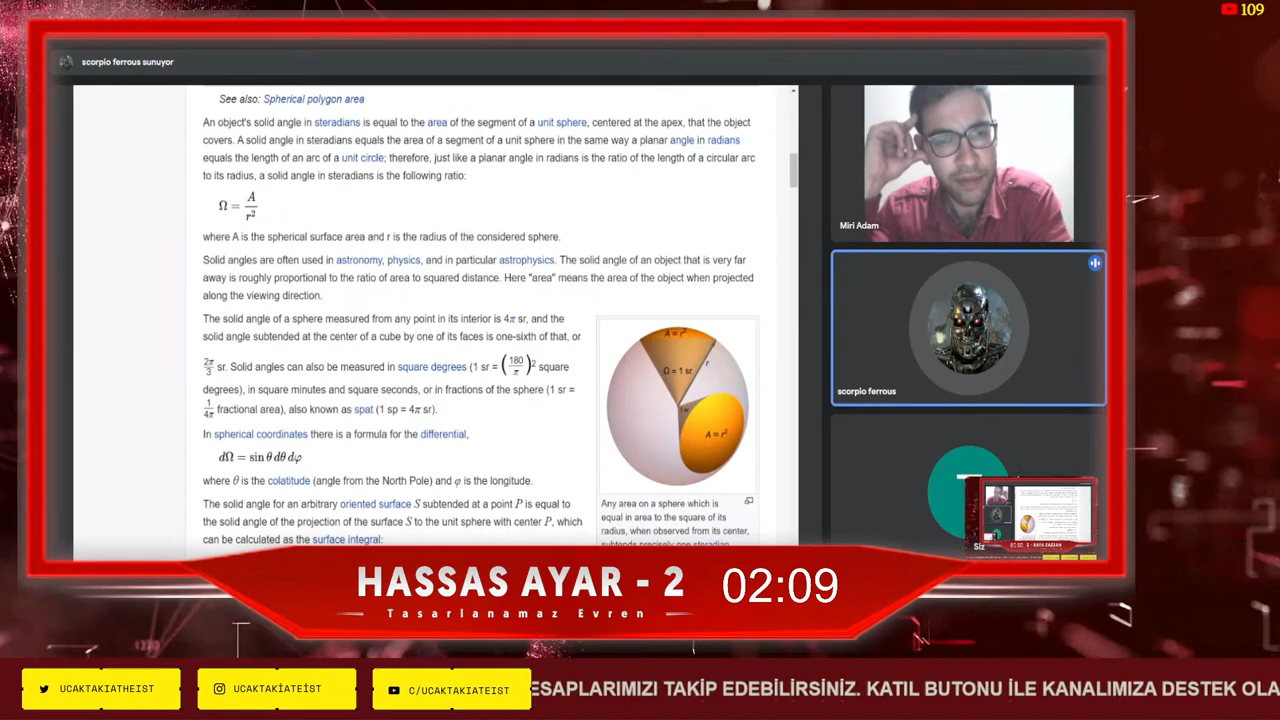 109
scorpio ferrous sunuyor
See also: Spherical polygon area
An object's solid angle in steradians is equal to the area of the segment of a unit sphere, centered at the apex, that the object
covers. A solid angle in steradians equals the area of a segment of a unit sphere in the same way a planar angle in radians
equals the length of an arc of a unit circle; therefore, just like a planar angle in radians is the ratio of the length of a circular arc
to its radius, a solid angle in steradians is the following ratio:
Ω = A/r²
where A is the spherical surface area and r is the radius of the considered sphere.
Solid angles are often used in astronomy, physics, and in particular astrophysics. The solid angle of an object that is very far
away is roughly proportional to the ratio of area to squared distance. Here "area" means the area of the object when projected
along the viewing direction.
The solid angle of a sphere measured from any point in its interior is 4π sr, and the
solid angle subtended at the center of a cube by one of its faces is one-sixth of that, or
2π/3 sr. Solid angles can also be measured in square degrees (1 sr = (180/π)² square
degrees), in square minutes and square seconds, or in fractions of the sphere (1 sr =
1/4π fractional area), also known as spat (1 sp = 4π sr).
In spherical coordinates there is a formula for the differential,
dΩ = sin θ dθ dφ
where θ is the colatitude (angle from the North Pole) and φ is the longitude.
The solid angle for an arbitrary oriented surface S subtended at a point P is equal to
the solid angle of the projection of the surface S to the unit sphere with center P, which
can be calculated as the surface integral:
A = r²
r
Ω = 1 sr
A = r²
Any area on a sphere which is
equal in area to the square of its
radius, when observed from its center,
subtends precisely one steradian
Miri Adam
scorpio ferrous
Siz
HASSAS AYAR - 2
02:09
Tasarlanamaz Evren
UCAKTAKIATHEIST
UCAKTAKİATEİST
C/UCAKTAKIATEIST
ESAPLARIMIZI TAKİP EDEBİLİRSİNİZ. KATIL BUTONU İLE KANALIMIZA DESTEK OLA